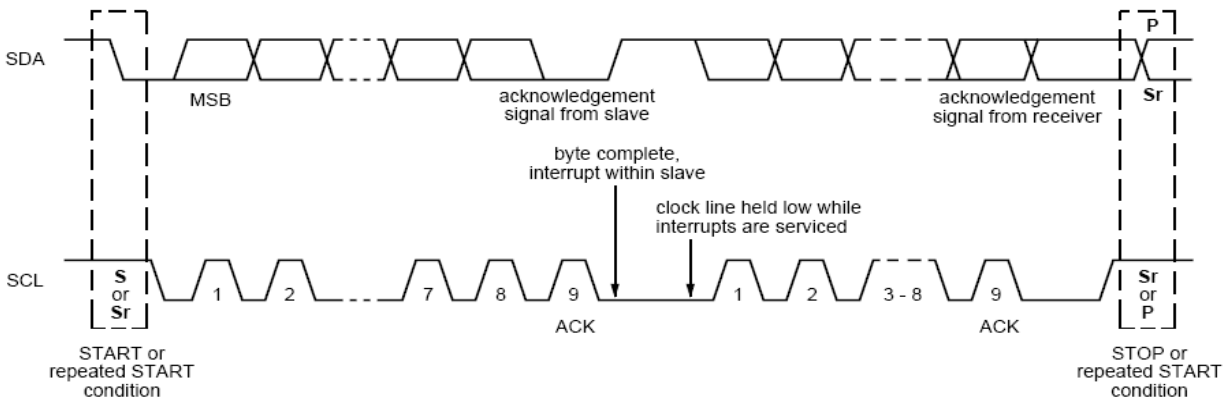 P
SDA
MSB
acknowledgement
signal from slave
acknowledgement
signal from receiver
Sr
byte complete,
interrupt within slave
clock line held low while
interrupts are serviced
SCL
S
or
Sr
1
2
7
8
9
1
2
3 - 8
9
Sr
or
P
ACK
ACK
START or
repeated START
condition
STOP or
repeated START
condition